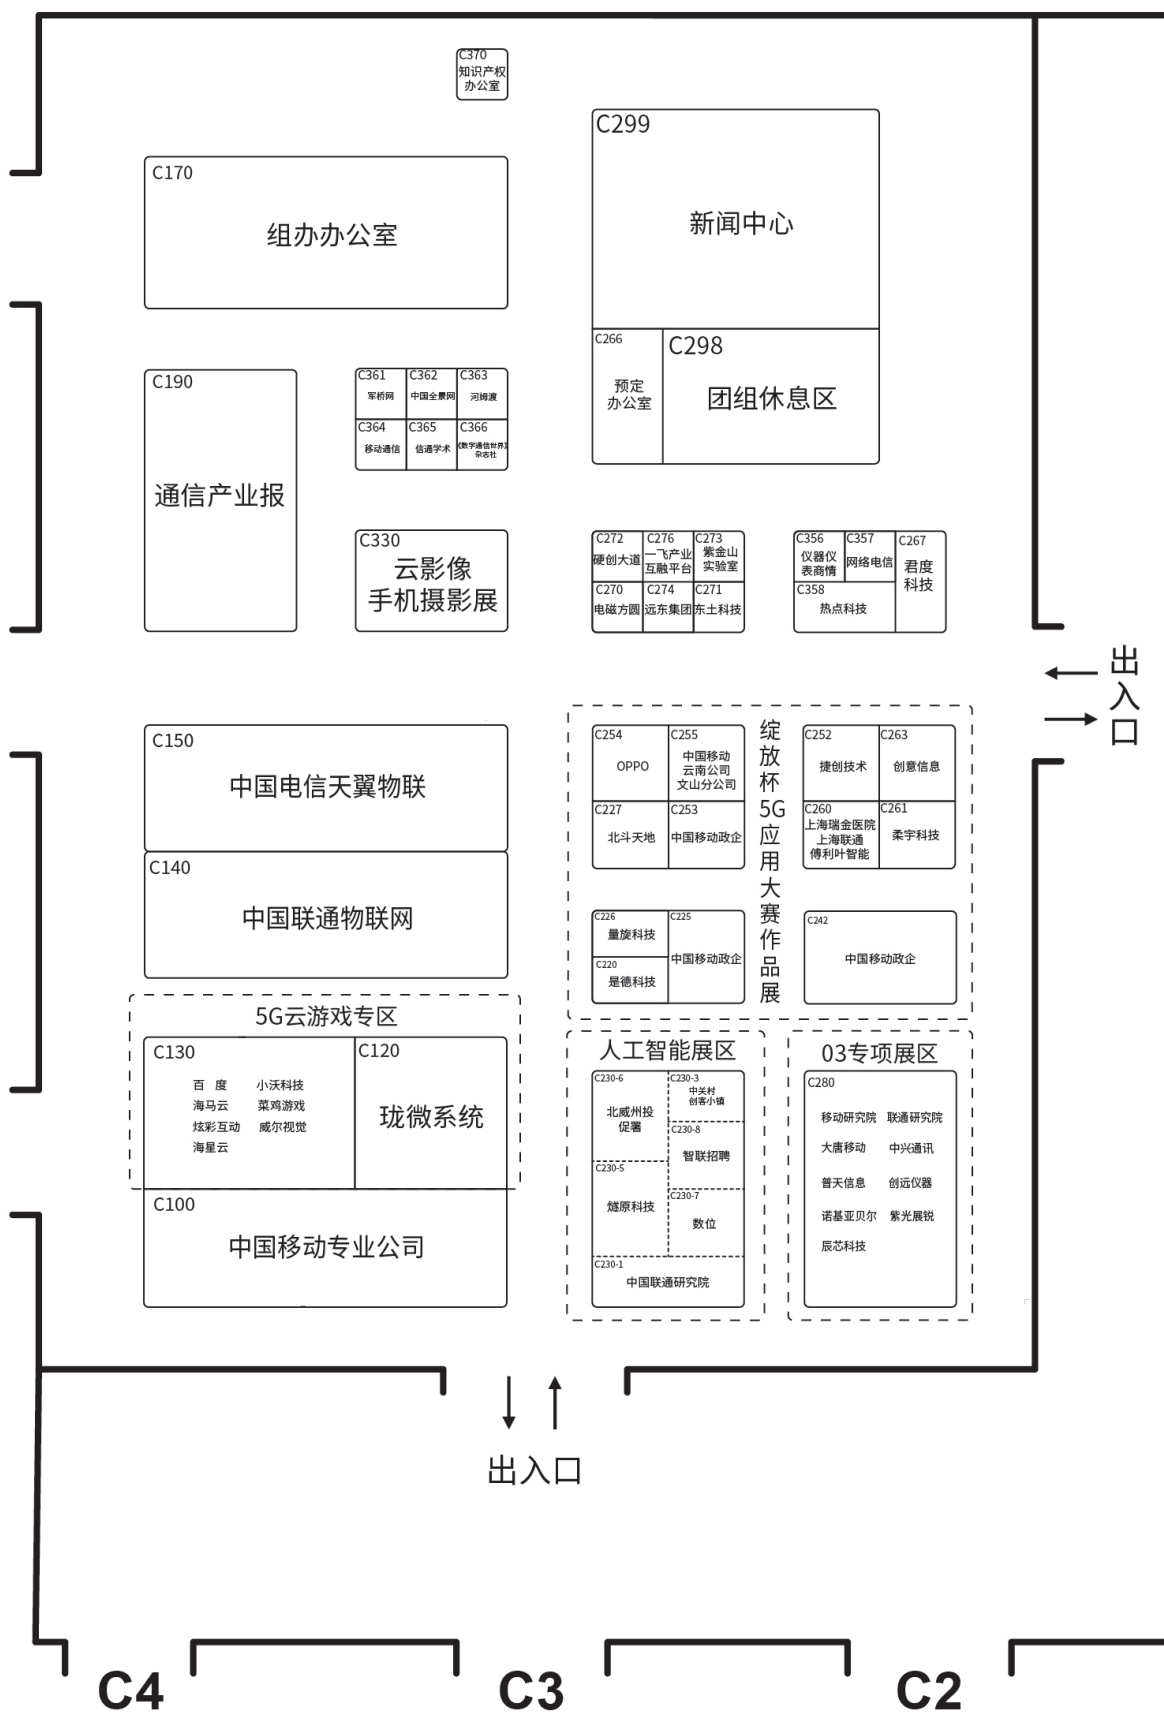 C370
知识产权
办公室
C299
新闻中心
C170
组办办公室
C266
预定
办公室
C298
团组休息区
C190
通信产业报
C361
军桥网
C362
中国全景网
C363
河姆渡
C364
移动通信
C365
信通学术
C366
《数字通信世界》
杂志社
C330
云影像
手机摄影展
C272
硬创大道
C276
一飞产业
互融平台
C273
紫金山
实验室
C270
电磁方圆
C274
远东集团
C271
东土科技
C356
仪器仪
表商情
C357
网络电信
C267
君度
科技
C358
热点科技
出入口
C150
中国电信天翼物联
C140
中国联通物联网
绽放杯5G应用大赛作品展
C254
OPPO
C255
中国移动
云南公司
文山分公司
C227
北斗天地
C253
中国移动政企
C252
捷创技术
C263
创意信息
C260
上海瑞金医院
上海联通
傅利叶智能
C261
柔宇科技
C226
量旋科技
C220
是德科技
C225
中国移动政企
C242
中国移动政企
5G云游戏专区
C130
百 度 小沃科技
海马云 菜鸡游戏
炫彩互动 威尔视觉
海星云
C120
珑微系统
C100
中国移动专业公司
人工智能展区
C230-6
北威州投
促署
C230-3
中关村
创客小镇
C230-8
智联招聘
C230-5
燧原科技
C230-7
数位
C230-1
中国联通研究院
03专项展区
C280
移动研究院 联通研究院
大唐移动 中兴通讯
普天信息 创远仪器
诺基亚贝尔 紫光展锐
辰芯科技
出入口
C4
C3
C2